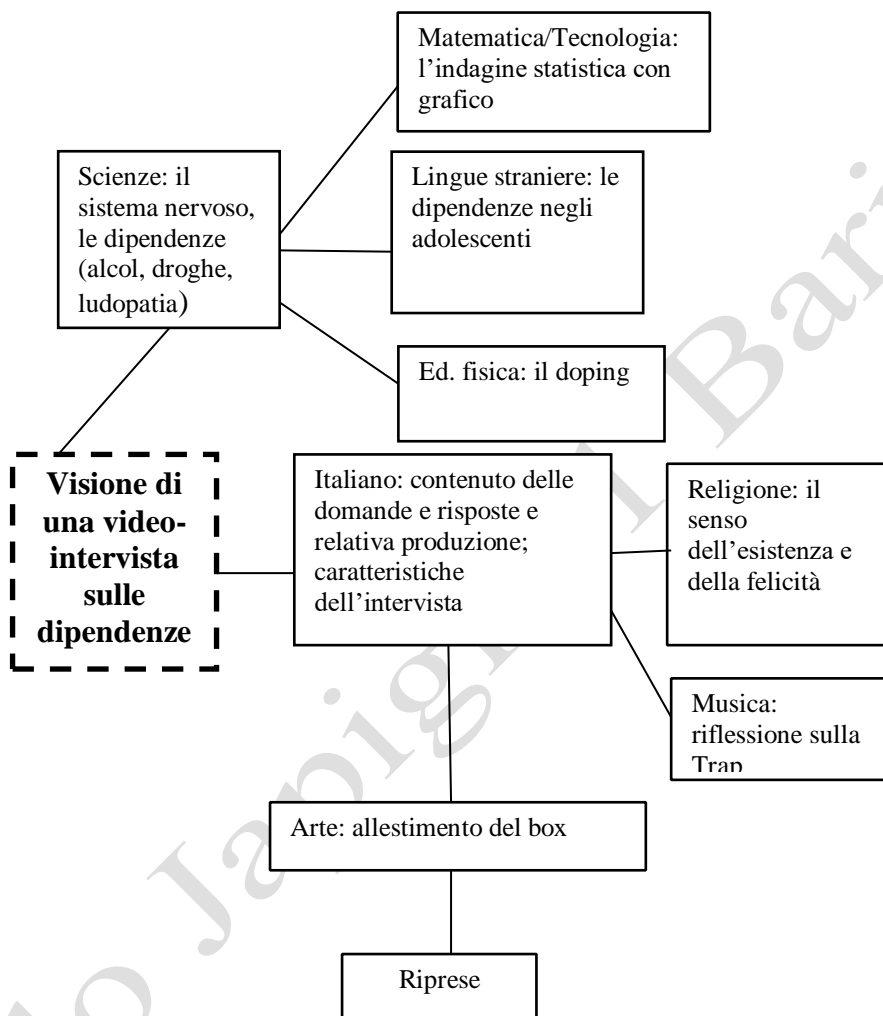 Matematica/Tecnologia:
l'indagine statistica con
grafico
Scienze: il
sistema nervoso,
le dipendenze
(alcol, droghe,
ludopatia)
Lingue straniere: le
dipendenze negli
adolescenti
Ed. fisica: il doping
Visione di
una video-
intervista
sulle
dipendenze
Italiano: contenuto delle
domande e risposte e
relativa produzione;
caratteristiche
dell'intervista
Religione: il
senso
dell'esistenza e
della felicità
Musica:
riflessione sulla
Trap
Arte: allestimento del box
Riprese